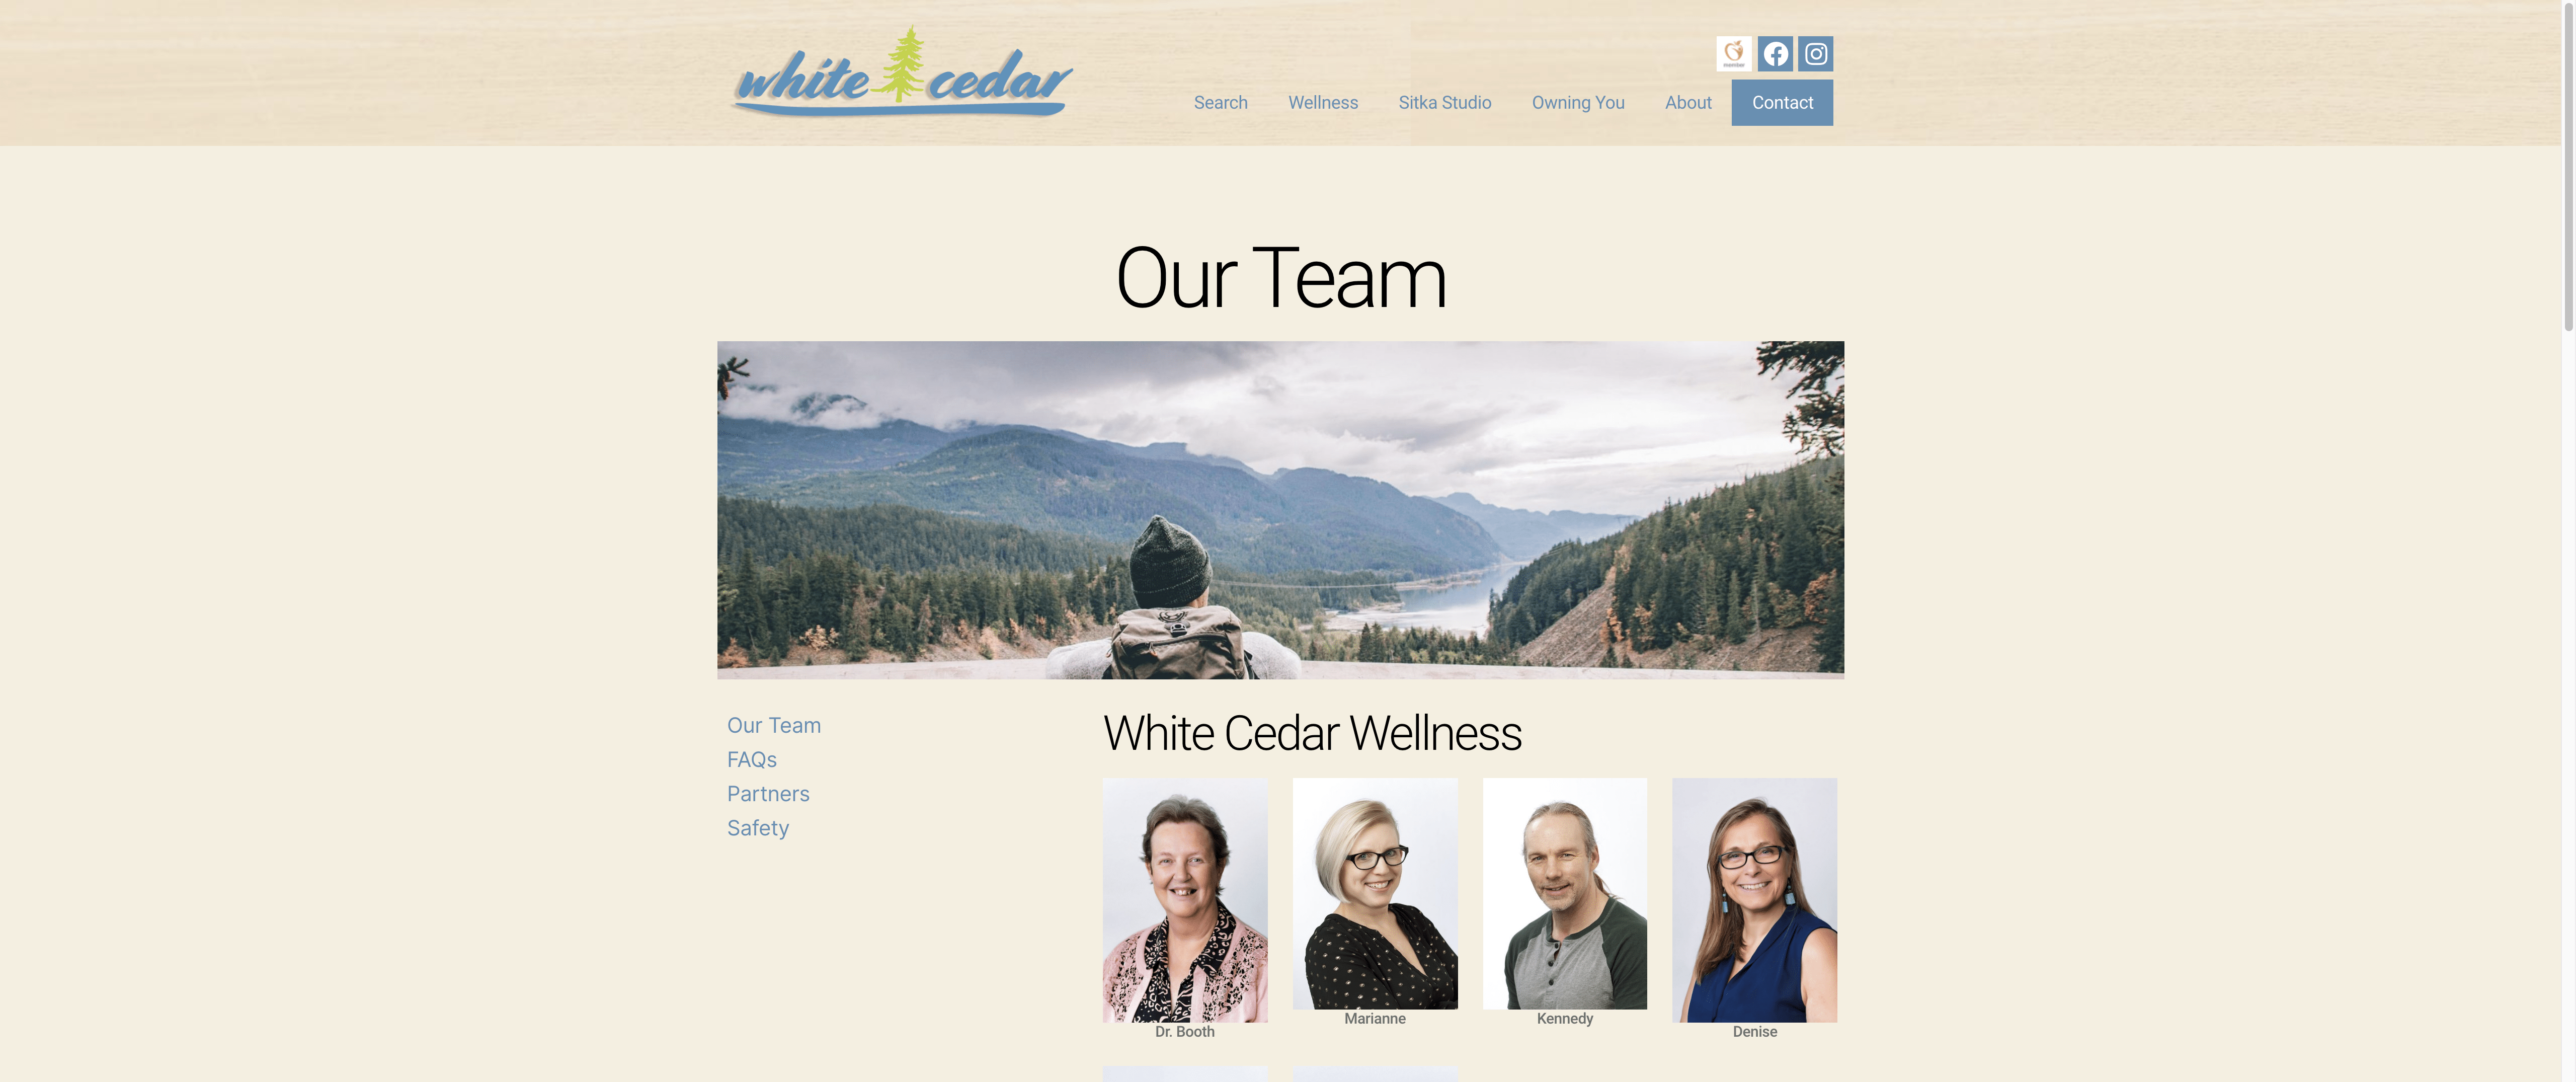 white cedar
member
Search Wellness Sitka Studio Owning You About Contact
Our Team
Our Team
FAQs
Partners
Safety
White Cedar Wellness
Dr. Booth
Marianne
Kennedy
Denise